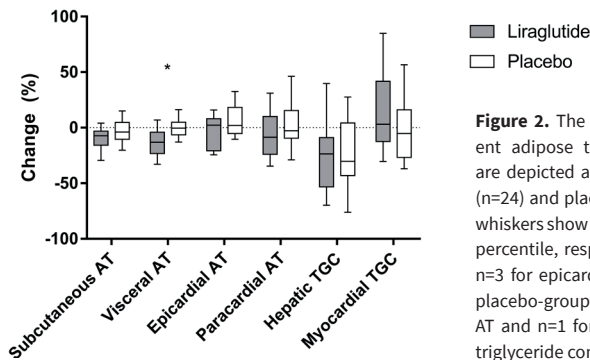 100
50
0
-50
-100
Change (%)
*
Subcutaneous AT
Visceral AT
Epicardial AT
Paracardial AT
Hepatic TGC
Myocardial TGC
Liraglutide
Placebo
Figure 2. The
ent adipose t
are depicted a
(n=24) and plac
whiskers show
percentile, resp
n=3 for epicard
placebo-group
AT and n=1 for
triglyceride con